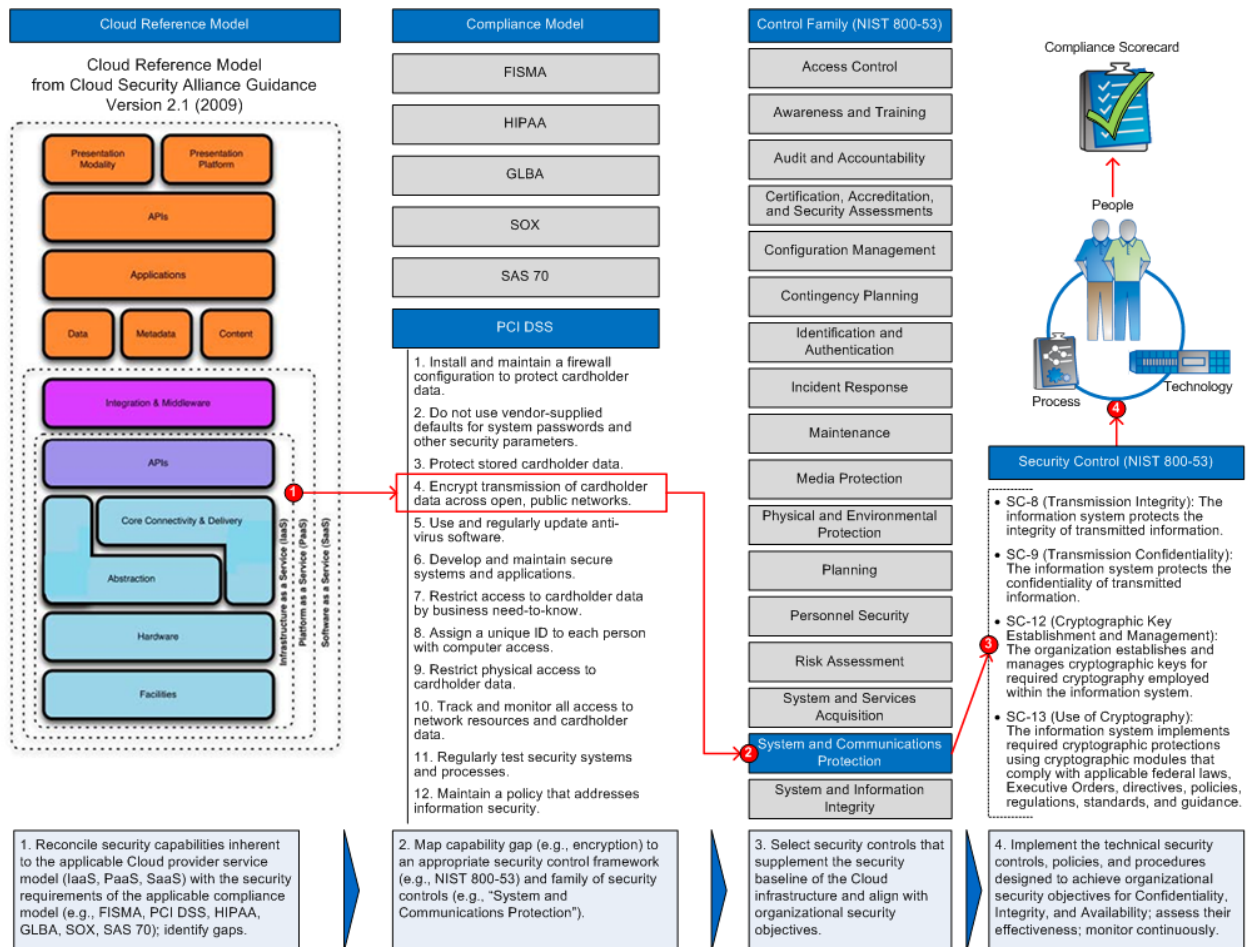 Cloud Reference Model
Cloud Reference Model
from Cloud Security Alliance Guidance
Version 2.1 (2009)
Presentation
Modality
Presentation
Platform
APIs
Applications
Data
Metadata
Content
Integration & Middleware
APIs
Core Connectivity & Delivery
Abstraction
Hardware
Facilities
Infrastructure as a Service (IaaS)
Platform as a Service (PaaS)
Software as a Service (SaaS)
1
Compliance Model
FISMA
HIPAA
GLBA
SOX
SAS 70
PCI DSS
1. Install and maintain a firewall
configuration to protect cardholder
data.
2. Do not use vendor-supplied
defaults for system passwords and
other security parameters.
3. Protect stored cardholder data.
4. Encrypt transmission of cardholder
data across open, public networks.
5. Use and regularly update anti-
virus software.
6. Develop and maintain secure
systems and applications.
7. Restrict access to cardholder data
by business need-to-know.
8. Assign a unique ID to each person
with computer access.
9. Restrict physical access to
cardholder data.
10. Track and monitor all access to
network resources and cardholder
data.
11. Regularly test security systems
and processes.
12. Maintain a policy that addresses
information security.
Control Family (NIST 800-53)
Access Control
Awareness and Training
Audit and Accountability
Certification, Accreditation,
and Security Assessments
Configuration Management
Contingency Planning
Identification and
Authentication
Incident Response
Maintenance
Media Protection
Physical and Environmental
Protection
Planning
Personnel Security
Risk Assessment
System and Services
Acquisition
2
System and Communications
Protection
System and Information
Integrity
Compliance Scorecard
People
Process
Technology
4
Security Control (NIST 800-53)
3
• SC-8 (Transmission Integrity): The
information system protects the
integrity of transmitted information.
• SC-9 (Transmission Confidentiality):
The information system protects the
confidentiality of transmitted
information.
• SC-12 (Cryptographic Key
Establishment and Management):
The organization establishes and
manages cryptographic keys for
required cryptography employed
within the information system.
• SC-13 (Use of Cryptography):
The information system implements
required cryptographic protections
using cryptographic modules that
comply with applicable federal laws,
Executive Orders, directives, policies,
regulations, standards, and guidance.
1. Reconcile security capabilities inherent
to the applicable Cloud provider service
model (IaaS, PaaS, SaaS) with the security
requirements of the applicable compliance
model (e.g., FISMA, PCI DSS, HIPAA,
GLBA, SOX, SAS 70); identify gaps.
2. Map capability gap (e.g., encryption) to
an appropriate security control framework
(e.g., NIST 800-53) and family of security
controls (e.g., “System and
Communications Protection”).
3. Select security controls that
supplement the security
baseline of the Cloud
infrastructure and align with
organizational security
objectives.
4. Implement the technical security
controls, policies, and procedures
designed to achieve organizational
security objectives for Confidentiality,
Integrity, and Availability; assess their
effectiveness; monitor continuously.